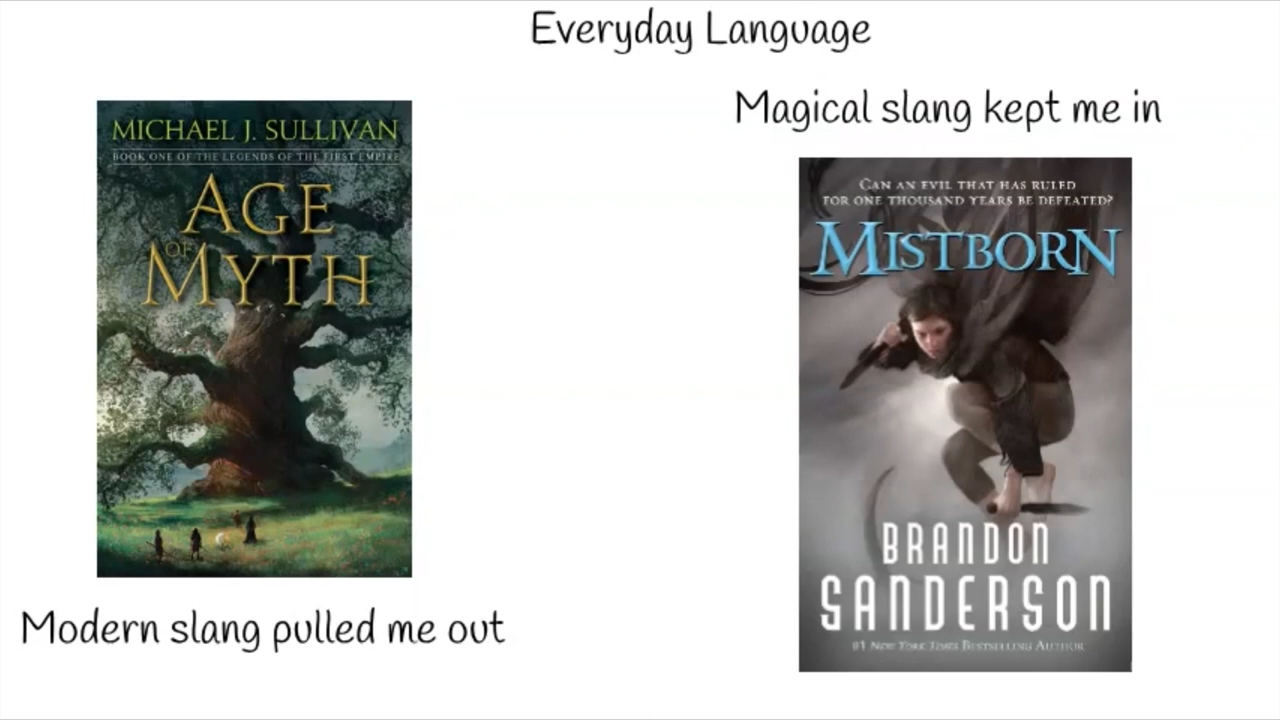 Everyday Language
MICHAEL J. SULLIVAN
BOOK ONE OF THE LEGENDS OF THE FIRST EMPIRE
AGE
OF
MYTH
Modern slang pulled me out
Magical slang kept me in
CAN AN EVIL THAT HAS RULED
FOR ONE THOUSAND YEARS BE DEFEATED?
MISTBORN
BRANDON
SANDERSON
#1 NEW YORK TIMES BESTSELLING AUTHOR